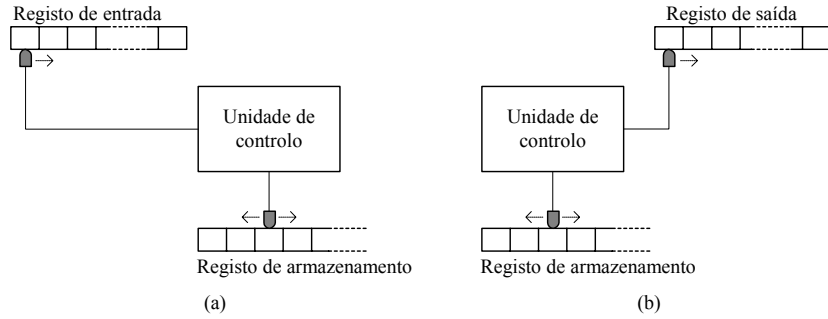 Registo de entrada
Registo de saída
Unidade de
controlo
Unidade de
controlo
Registo de armazenamento
Registo de armazenamento
(a)
(b)